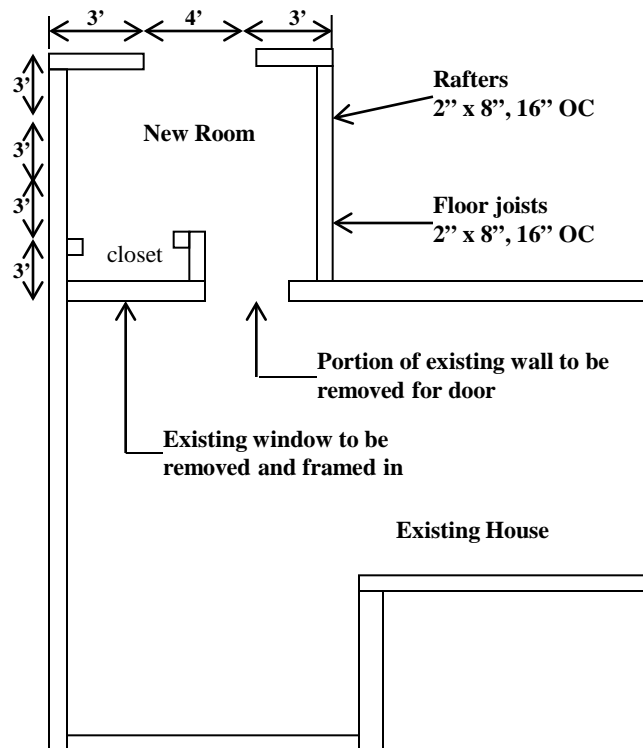 3’ 4’ 3’
3’
3’
3’
3’
Rafters
2” x 8”, 16” OC
New Room
Floor joists
2” x 8”, 16” OC
closet
Portion of existing wall to be
removed for door
Existing window to be
removed and framed in
Existing House